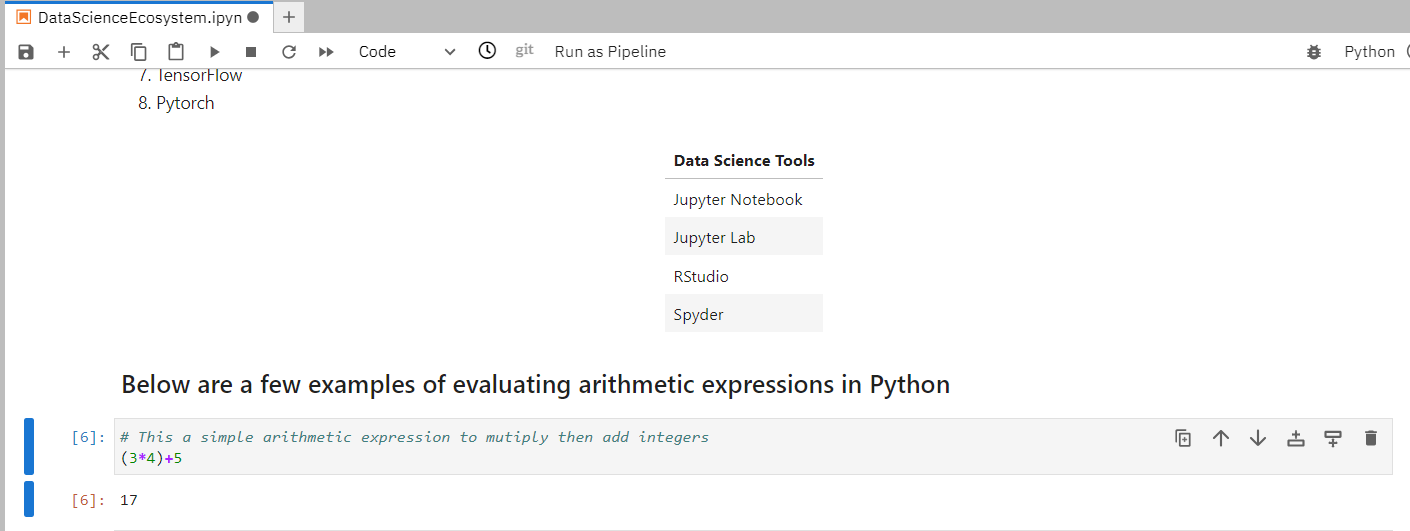 DataScienceEcosystem.ipyn
Code git Run as Pipeline Python
7. TensorFlow
8. Pytorch
Data Science Tools
Jupyter Notebook
Jupyter Lab
RStudio
Spyder
Below are a few examples of evaluating arithmetic expressions in Python
[6]: # This a simple arithmetic expression to mutiply then add integers
(3*4)+5
[6]: 17